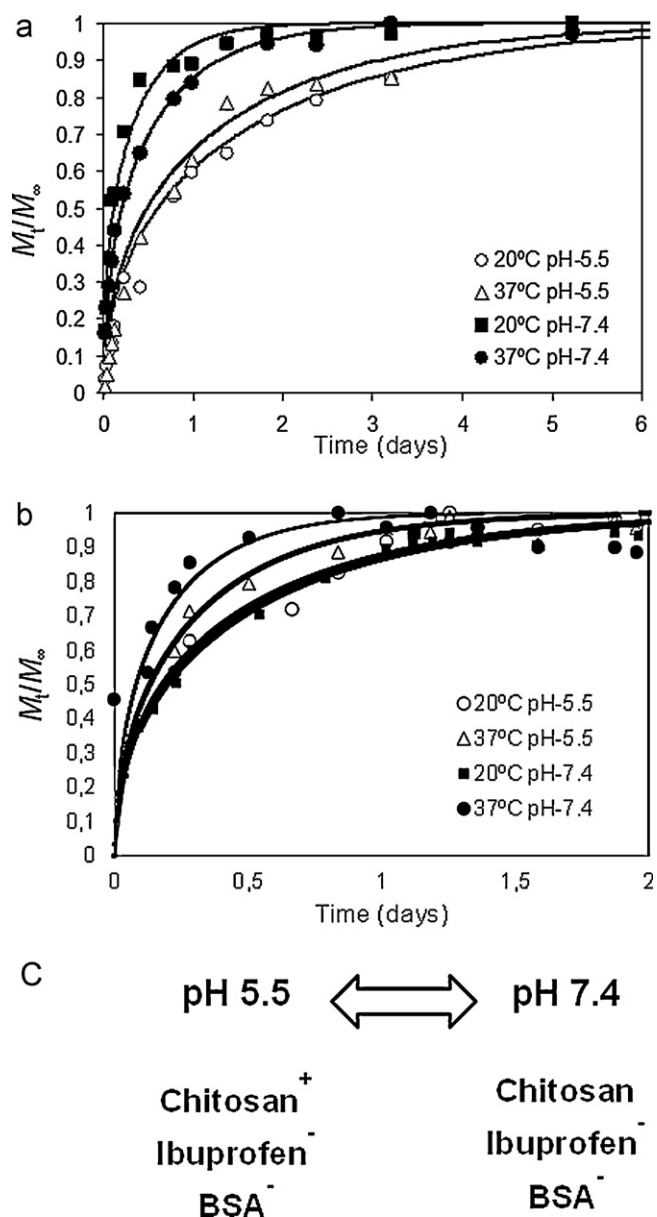 a
1
0.9
0.8
0.7
0.6
0.5
0.4
0.3
0.2
0.1
0
Mt/M∞
20ºC pH-5.5
37ºC pH-5.5
20ºC pH-7.4
37ºC pH-7.4
0 1 2 3 4 5 6
Time (days)
b
1
0,9
0,8
0,7
0,6
0,5
0,4
0,3
0,2
0,1
0
Mt/M∞
20ºC pH-5.5
37ºC pH-5.5
20ºC pH-7.4
37ºC pH-7.4
0 0,5 1 1,5 2
Time (days)
C
pH 5.5 pH 7.4
Chitosan+ Chitosan
Ibuprofen- Ibuprofen-
BSA- BSA-